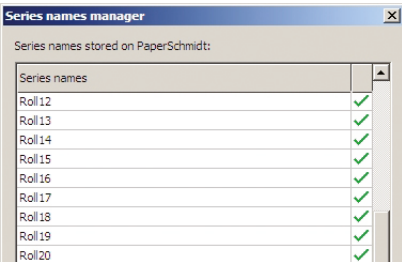 Series names manager
Series names stored on PaperSchmidt:
Series names
Roll12
Roll13
Roll14
Roll15
Roll16
Roll17
Roll18
Roll19
Roll20